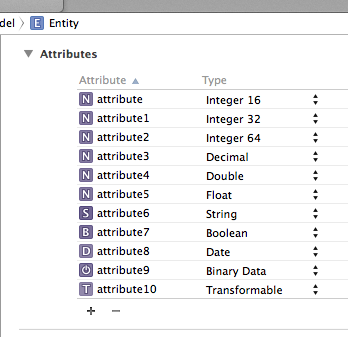 del > E Entity
▼ Attributes
Attribute ▲ Type
N attribute Integer 16
N attribute1 Integer 32
N attribute2 Integer 64
N attribute3 Decimal
N attribute4 Double
N attribute5 Float
S attribute6 String
B attribute7 Boolean
D attribute8 Date
attribute9 Binary Data
T attribute10 Transformable
+ −